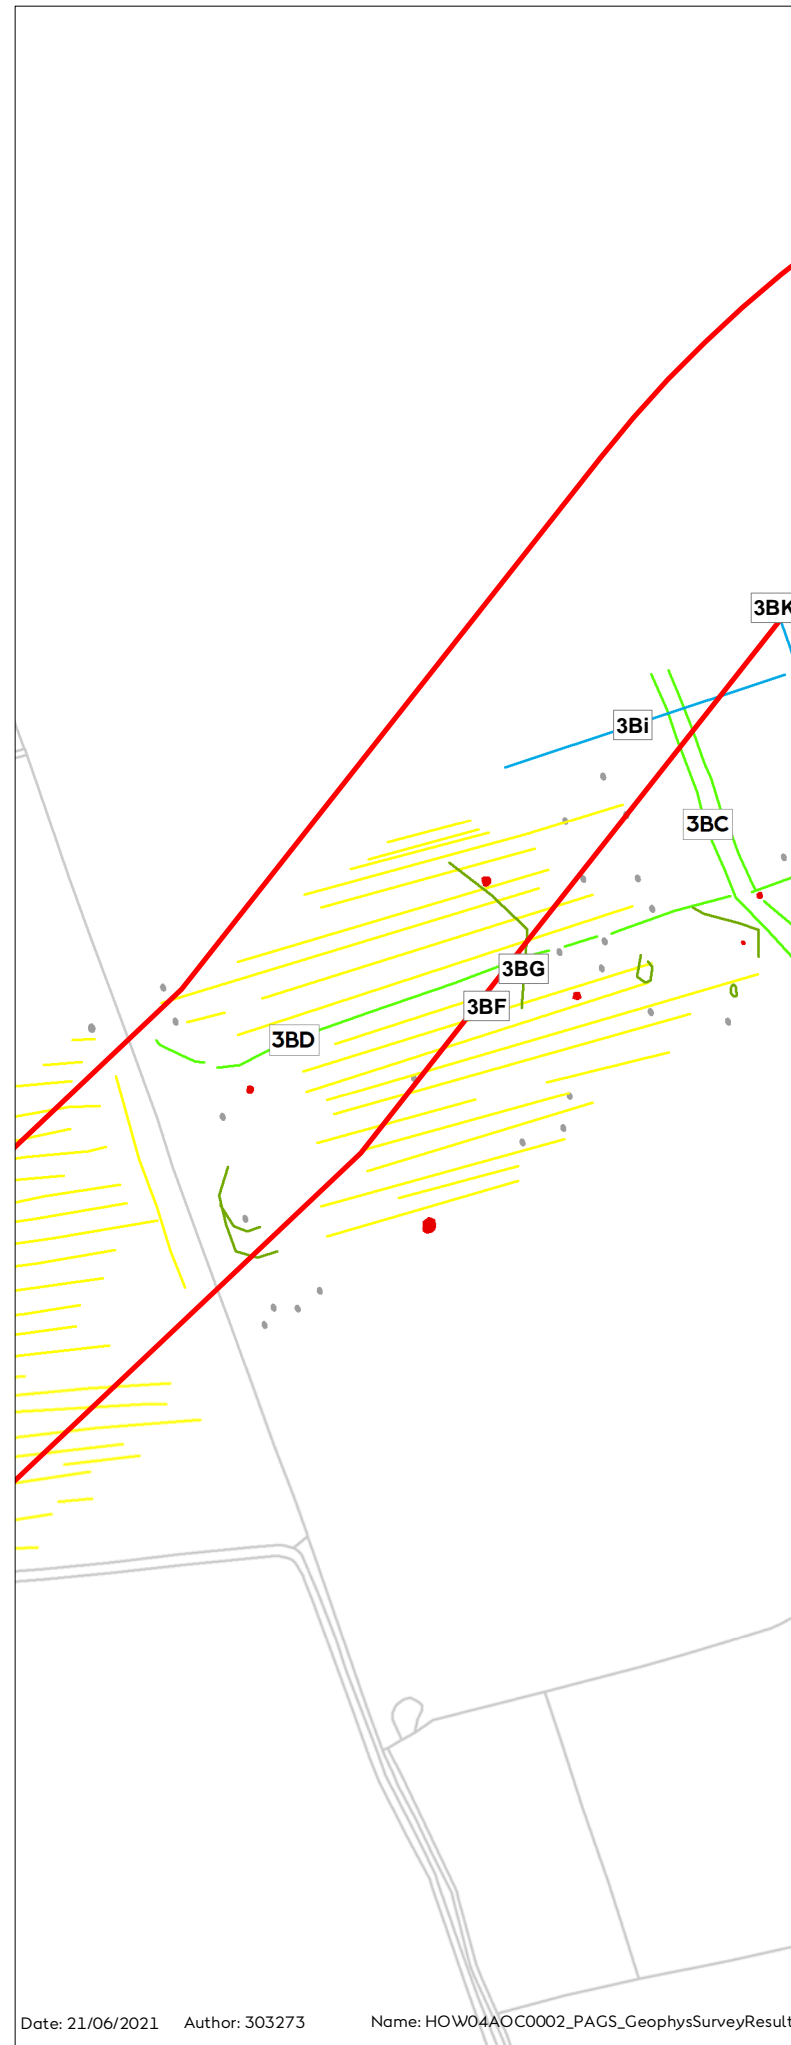 3BK
3Bi
3BC
3BG
3BF
3BD
Date: 21/06/2021 Author: 303273 Name: HOW04AOC0002_PAGS_GeophysSurveyResult